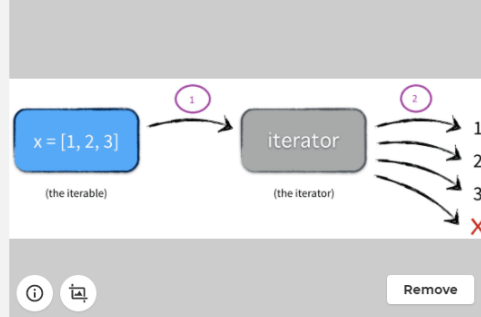 1
2
x = [1, 2, 3]
iterator
1
2
3
X
(the iterable)
(the iterator)
Remove